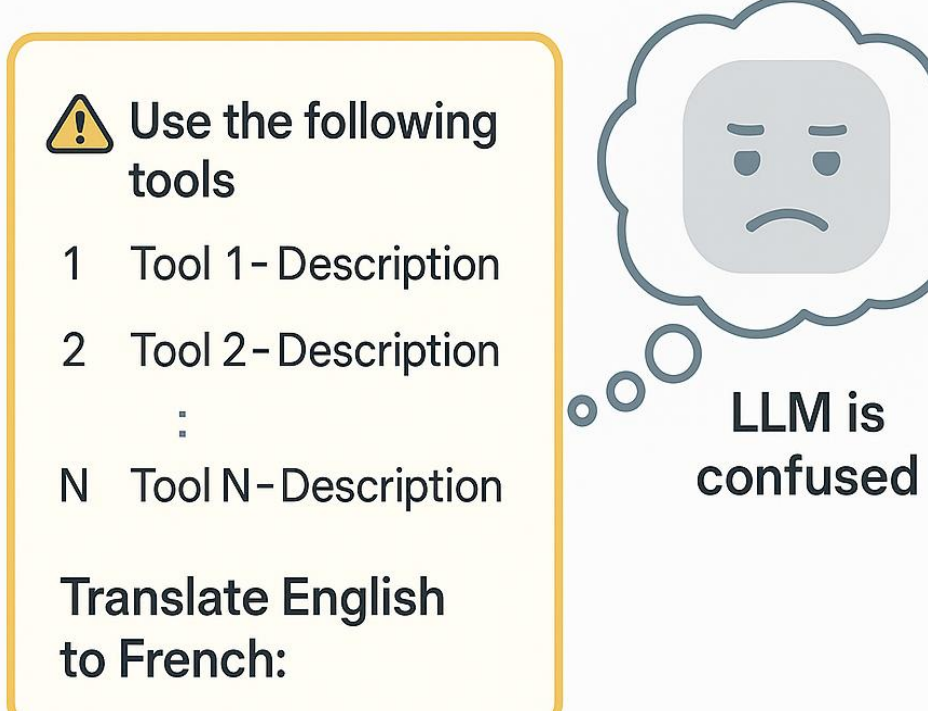 Use the following
tools
1 Tool 1 - Description
2 Tool 2 - Description
:
N Tool N - Description
Translate English
to French:
LLM is
confused